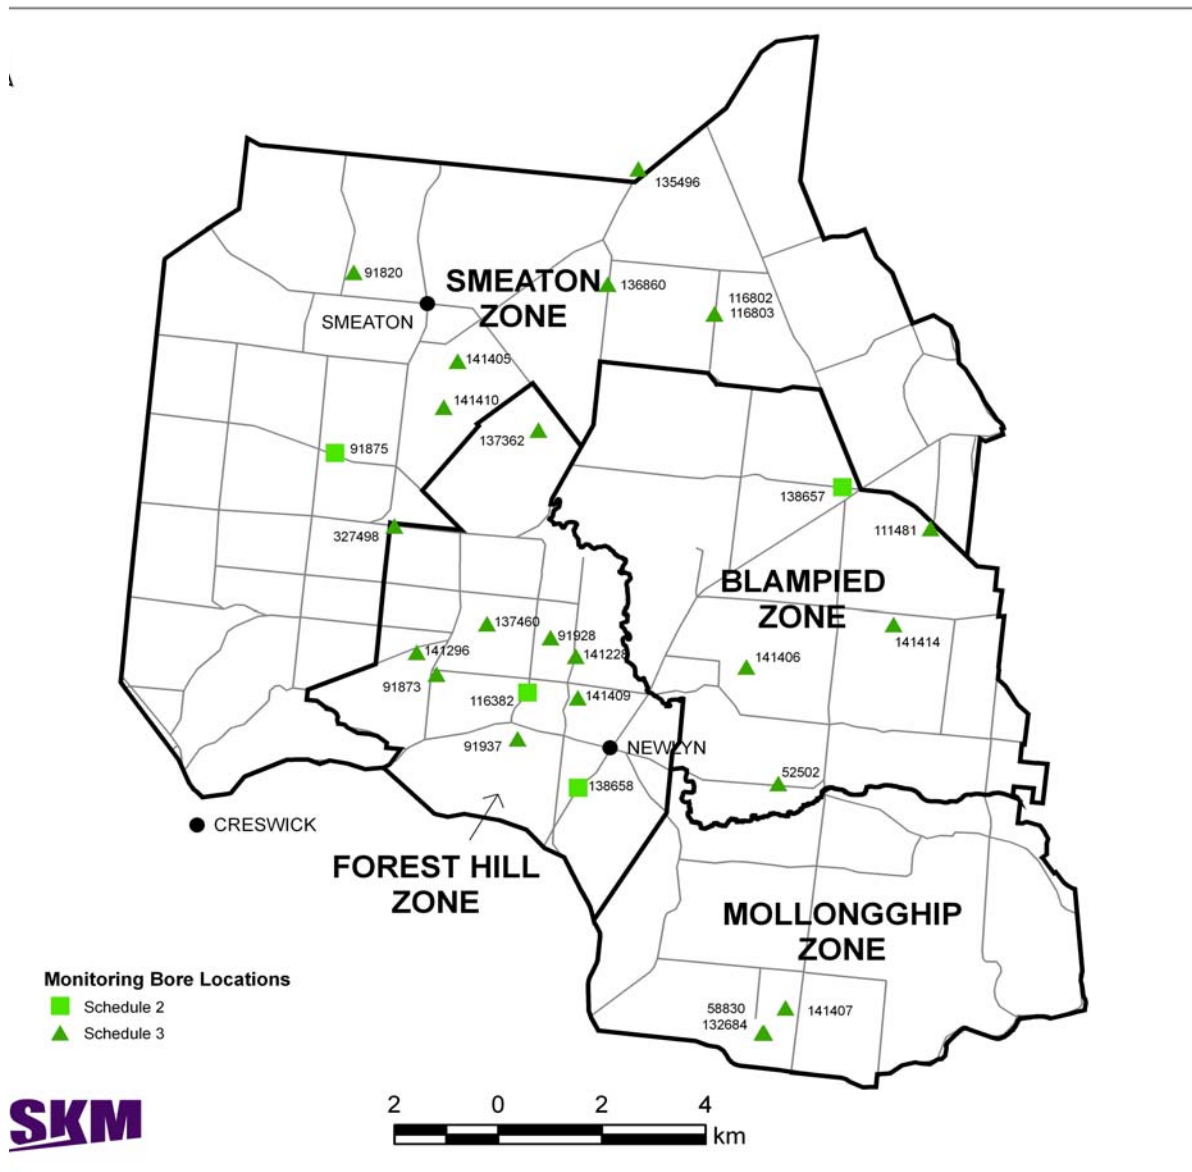 135496
91820
SMEATON
ZONE
136860
116802
116803
SMEATON
141405
141410
137362
91875
138657
327498
111481
BLAMPIED
ZONE
137460
91928
141228
141414
141296
141406
91873
116382
141409
91937
NEWLYN
52502
138658
CRESWICK
FOREST HILL
ZONE
MOLLONGGHIP
ZONE
Monitoring Bore Locations
Schedule 2
Schedule 3
58830
132684
141407
SKM
2 0 2 4
km